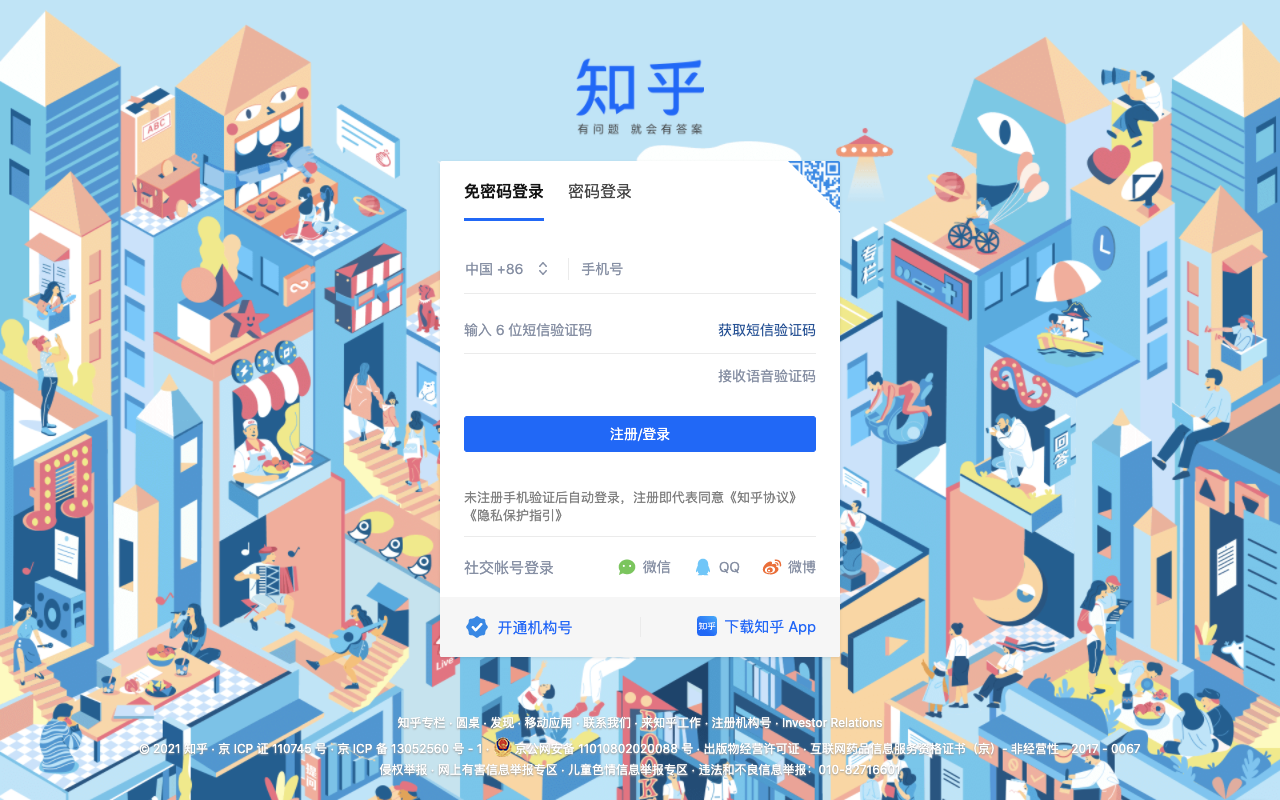 知乎
有问题 就会有答案
ABC
免密码登录 密码登录
中国 +86 手机号
专栏
输入 6 位短信验证码 获取短信验证码
接收语音验证码
注册/登录
回答
未注册手机验证后自动登录，注册即代表同意《知乎协议》
《隐私保护指引》
社交帐号登录 微信 QQ 微博
开通机构号 知乎 下载知乎 App
Live
知乎专栏 · 圆桌 · 发现 · 移动应用 · 联系我们 · 来知乎工作 · 注册机构号 · Investor Relations
© 2021 知乎 · 京 ICP 证 110745 号 · 京 ICP 备 13052560 号 - 1 · 京公网安备 11010802020088 号 · 出版物经营许可证 · 互联网药品信息服务资格证书（京）- 非经营性 - 2017 - 0067
侵权举报 · 网上有害信息举报专区 · 儿童色情信息举报专区 · 违法和不良信息举报：010-82716601